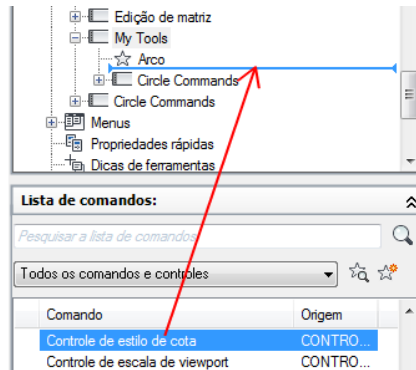 Edição de matriz
My Tools
Arco
Circle Commands
Circle Commands
Menus
Propriedades rápidas
Dicas de ferramentas
Lista de comandos:
Pesquisar a lista de comandos
Todos os comandos e controles
Comando Origem
Controle de estilo de cota CONTRO...
Controle de escala de viewport CONTRO...